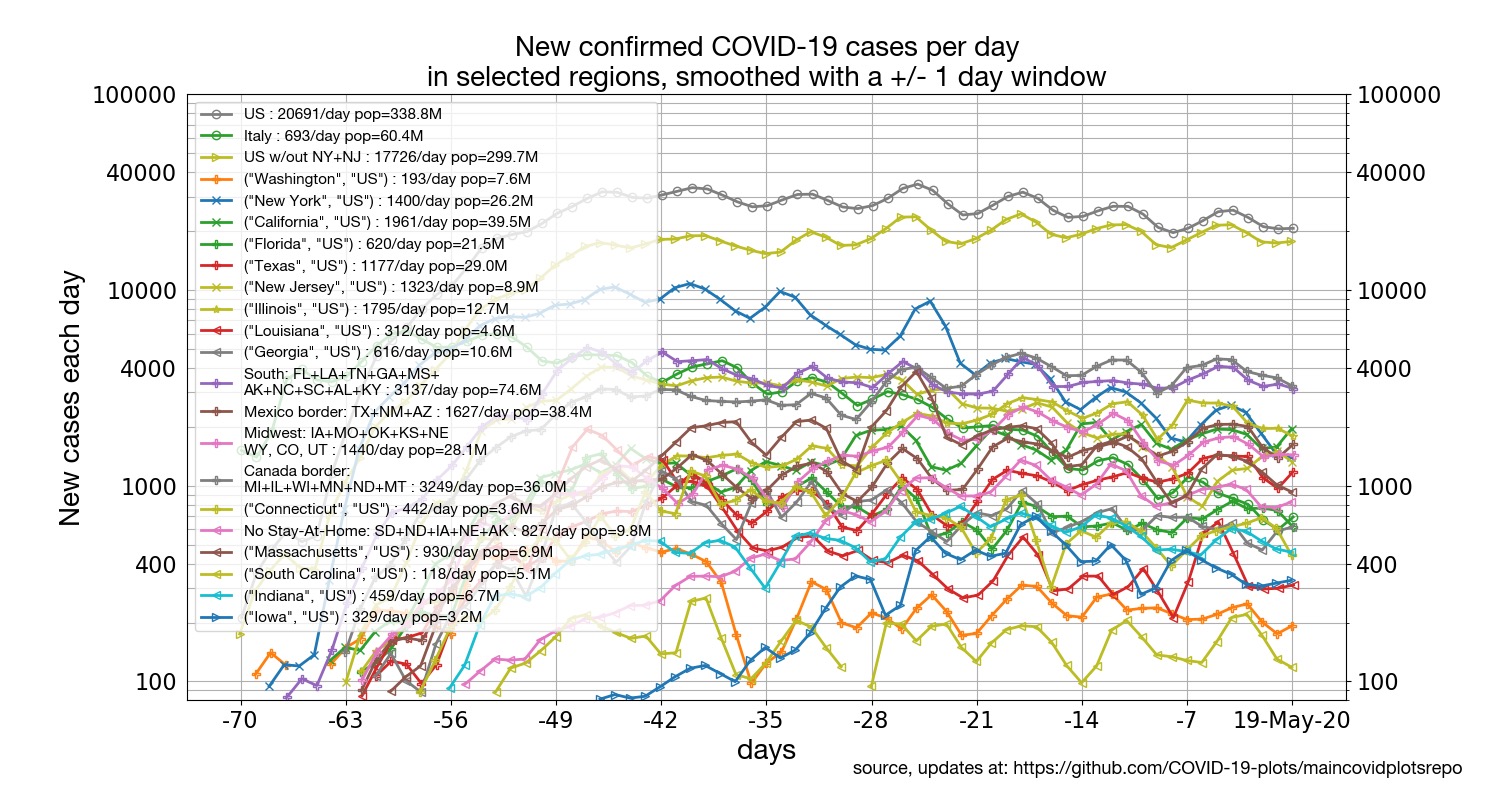 New confirmed COVID-19 cases per day
in selected regions, smoothed with a +/- 1 day window
100000
40000
10000
4000
1000
400
100
New cases each day
US : 20691/day pop=338.8M
Italy : 693/day pop=60.4M
US w/out NY+NJ : 17726/day pop=299.7M
("Washington", "US") : 193/day pop=7.6M
("New York", "US") : 1400/day pop=26.2M
("California", "US") : 1961/day pop=39.5M
("Florida", "US") : 620/day pop=21.5M
("Texas", "US") : 1177/day pop=29.0M
("New Jersey", "US") : 1323/day pop=8.9M
("Illinois", "US") : 1795/day pop=12.7M
("Louisiana", "US") : 312/day pop=4.6M
("Georgia", "US") : 616/day pop=10.6M
South: FL+LA+TN+GA+MS+
AK+NC+SC+AL+KY : 3137/day pop=74.6M
Mexico border: TX+NM+AZ : 1627/day pop=38.4M
Midwest: IA+MO+OK+KS+NE
WY, CO, UT : 1440/day pop=28.1M
Canada border:
MI+IL+WI+MN+ND+MT : 3249/day pop=36.0M
("Connecticut", "US") : 442/day pop=3.6M
No Stay-At-Home: SD+ND+IA+NE+AK : 827/day pop=9.8M
("Massachusetts", "US") : 930/day pop=6.9M
("South Carolina", "US") : 118/day pop=5.1M
("Indiana", "US") : 459/day pop=6.7M
("Iowa", "US") : 329/day pop=3.2M
100000
40000
10000
4000
1000
400
100
-70 -63 -56 -49 -42 -35 -28 -21 -14 -7 19-May-20
days
source, updates at: https://github.com/COVID-19-plots/maincovidplotsrepo